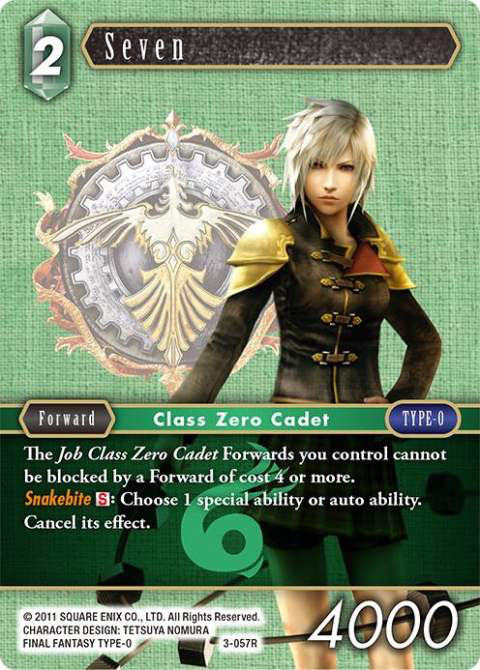 2
Seven
Forward
Class Zero Cadet
TYPE-0
The Job Class Zero Cadet Forwards you control cannot
be blocked by a Forward of cost 4 or more.
Snakebite S: Choose 1 special ability or auto ability.
Cancel its effect.
6
© 2011 SQUARE ENIX CO., LTD. All Rights Reserved.
CHARACTER DESIGN: TETSUYA NOMURA
FINAL FANTASY TYPE-0
3-057R
4000